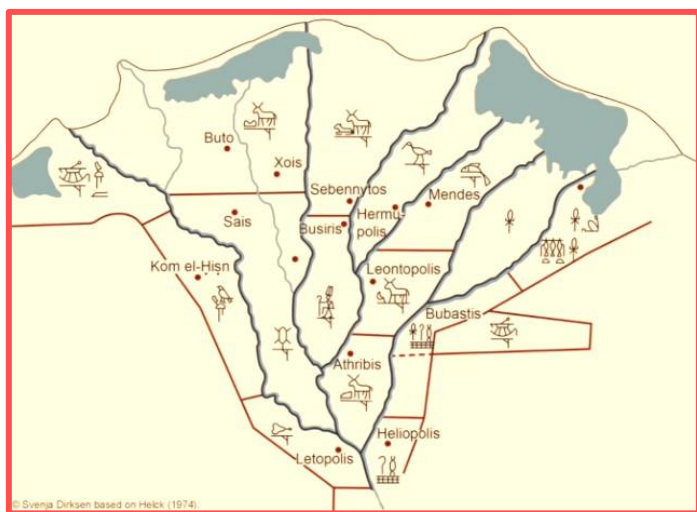 Buto
Xois
Sebennytos
Mendes
Hermu-
polis
Sais
Busiris
Kom el-Ḥiṣn
Leontopolis
Bubastis
Athribis
Heliopolis
Letopolis
© Svenja Dirksen based on Helck (1974).